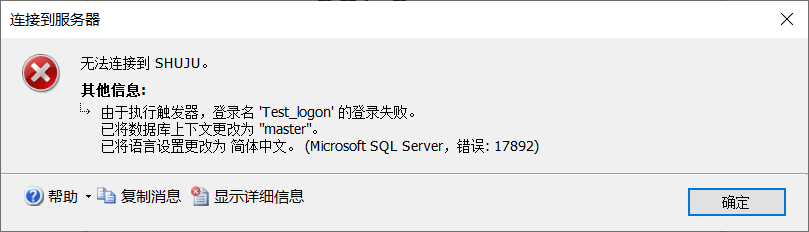 连接到服务器
无法连接到 SHUJU。
其他信息:
由于执行触发器，登录名 'Test_logon' 的登录失败。
已将数据库上下文更改为 "master"。
已将语言设置更改为 简体中文。 (Microsoft SQL Server，错误: 17892)
帮助 复制消息 显示详细信息 确定